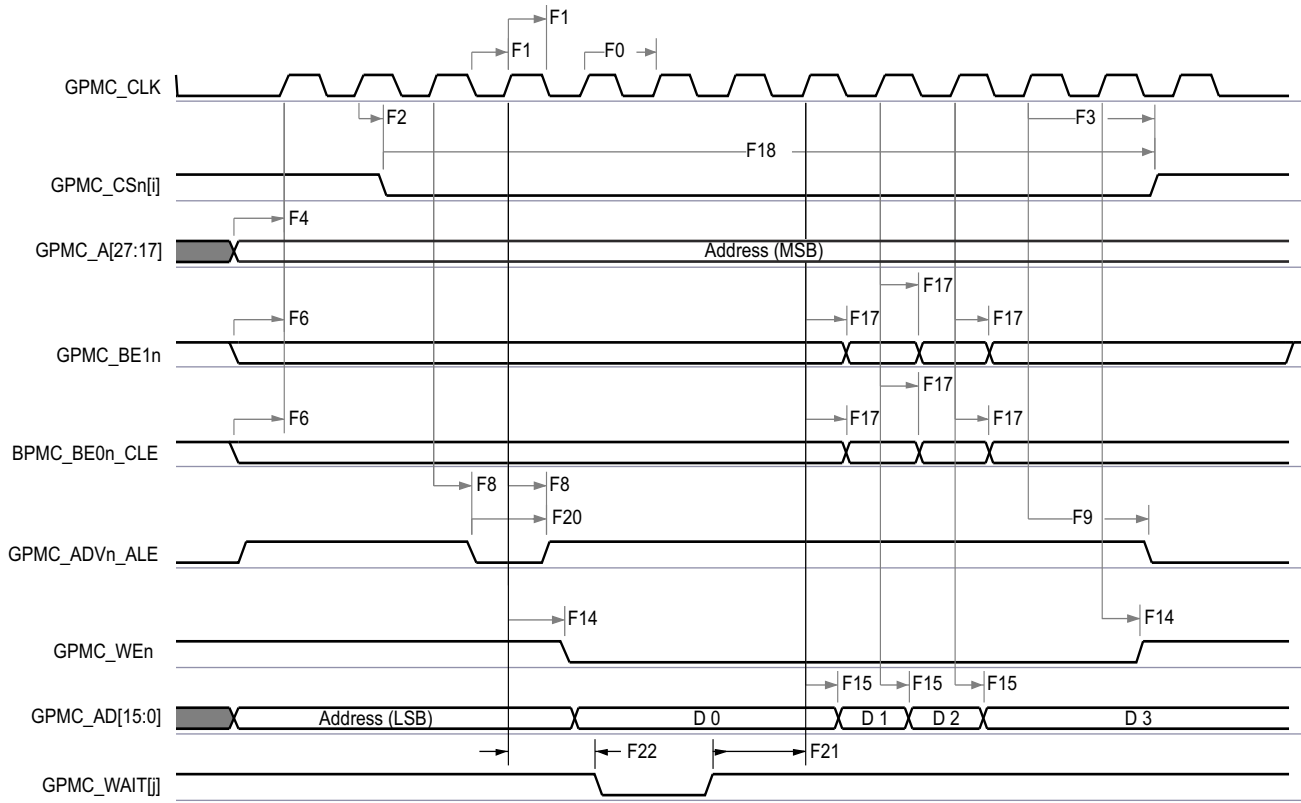 F1
F1 F0
GPMC_CLK
F2 F3
F18
GPMC_CSn[i]
F4
GPMC_A[27:17] Address (MSB)
F17
F6 F17 F17
GPMC_BE1n
F17
F6 F17 F17
BPMC_BE0n_CLE
F8 F8
F20 F9
GPMC_ADVn_ALE
F14 F14
GPMC_WEn
F15 F15 F15
GPMC_AD[15:0] Address (LSB) D 0 D 1 D 2 D 3
F22 F21
GPMC_WAIT[j]